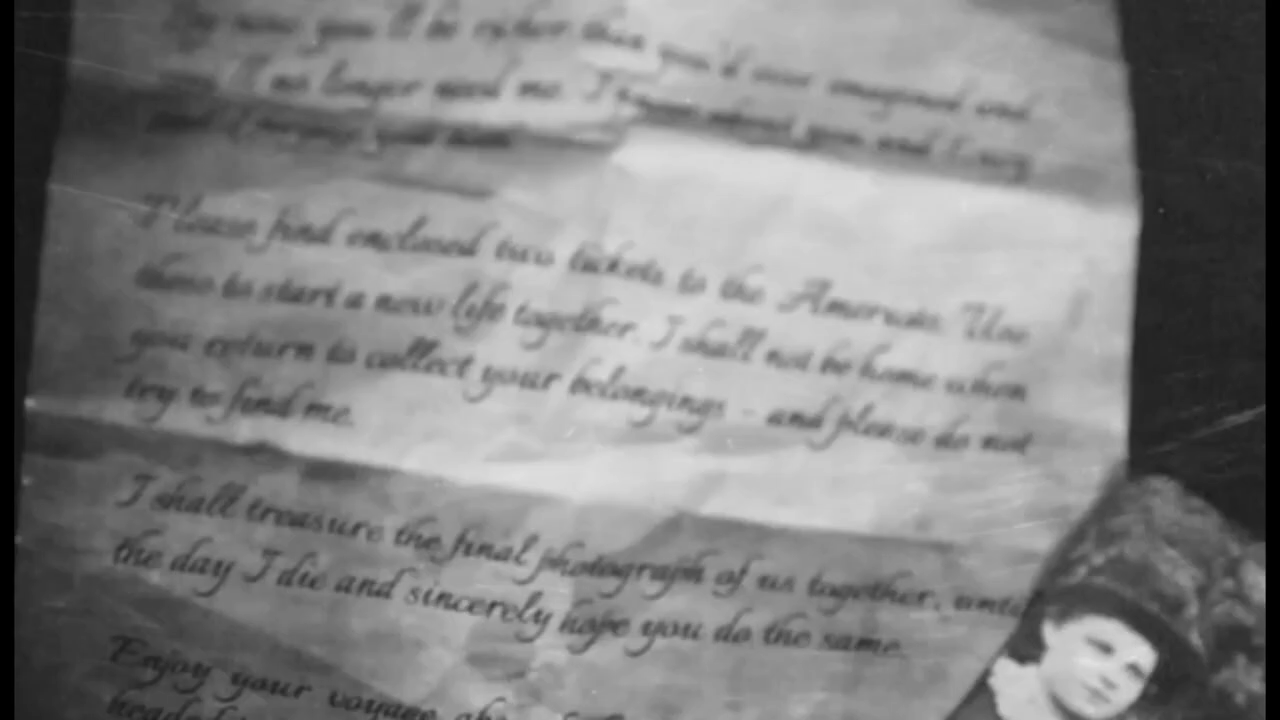 you'll be richer than you'd ever imagined and
I no longer need me. I
Please find enclosed two tickets to the Americas. Use
these to start a new life together. I shall not be home when
you return to collect your belongings - and please do not
try to find me.
I shall treasure the final photograph of us together, until
the day I die and sincerely hope you do the same.
Enjoy your voyage